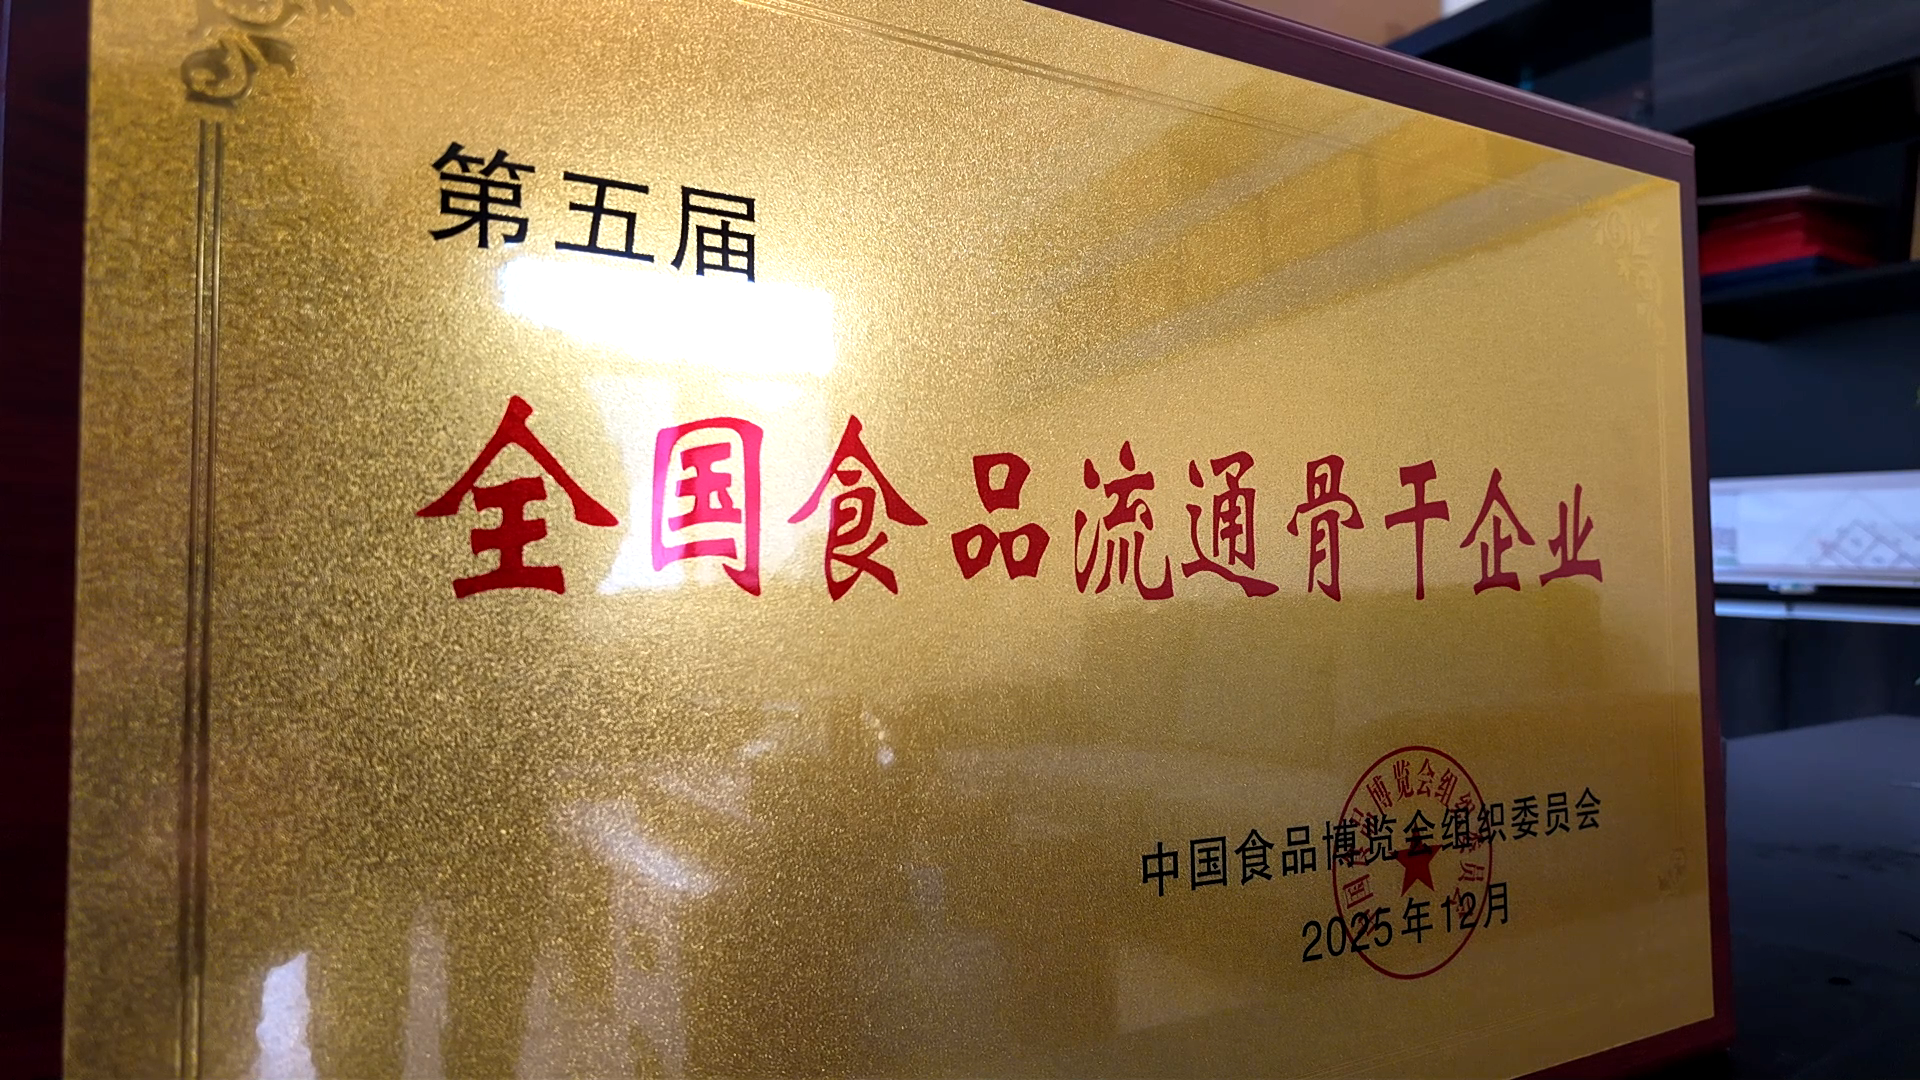 第五届
全国食品流通骨干企业
中国食品博览会组织委员会
2025年12月